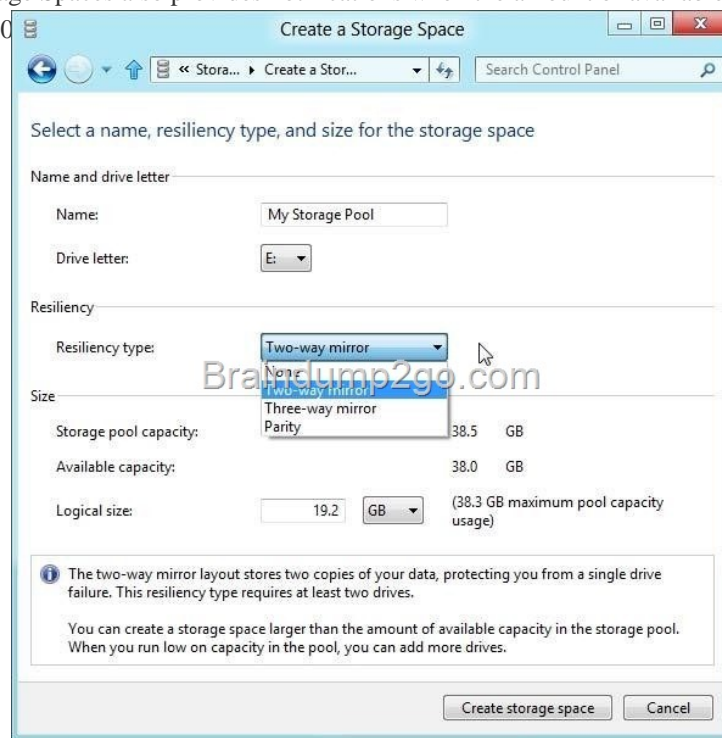 Create a Storage Space
« Stora... ▸ Create a Stor...
Search Control Panel
Select a name, resiliency type, and size for the storage space
Name and drive letter
Name: My Storage Pool
Drive letter: E:
Resiliency
Resiliency type: Two-way mirror
None
Two-way mirror
Three-way mirror
Parity
Braindump2go.com
Size
Storage pool capacity: 38.5 GB
Available capacity: 38.0 GB
Logical size: 19.2 GB (38.3 GB maximum pool capacity
usage)
The two-way mirror layout stores two copies of your data, protecting you from a single drive
failure. This resiliency type requires at least two drives.
You can create a storage space larger than the amount of available capacity in the storage pool.
When you run low on capacity in the pool, you can add more drives.
Create storage space Cancel